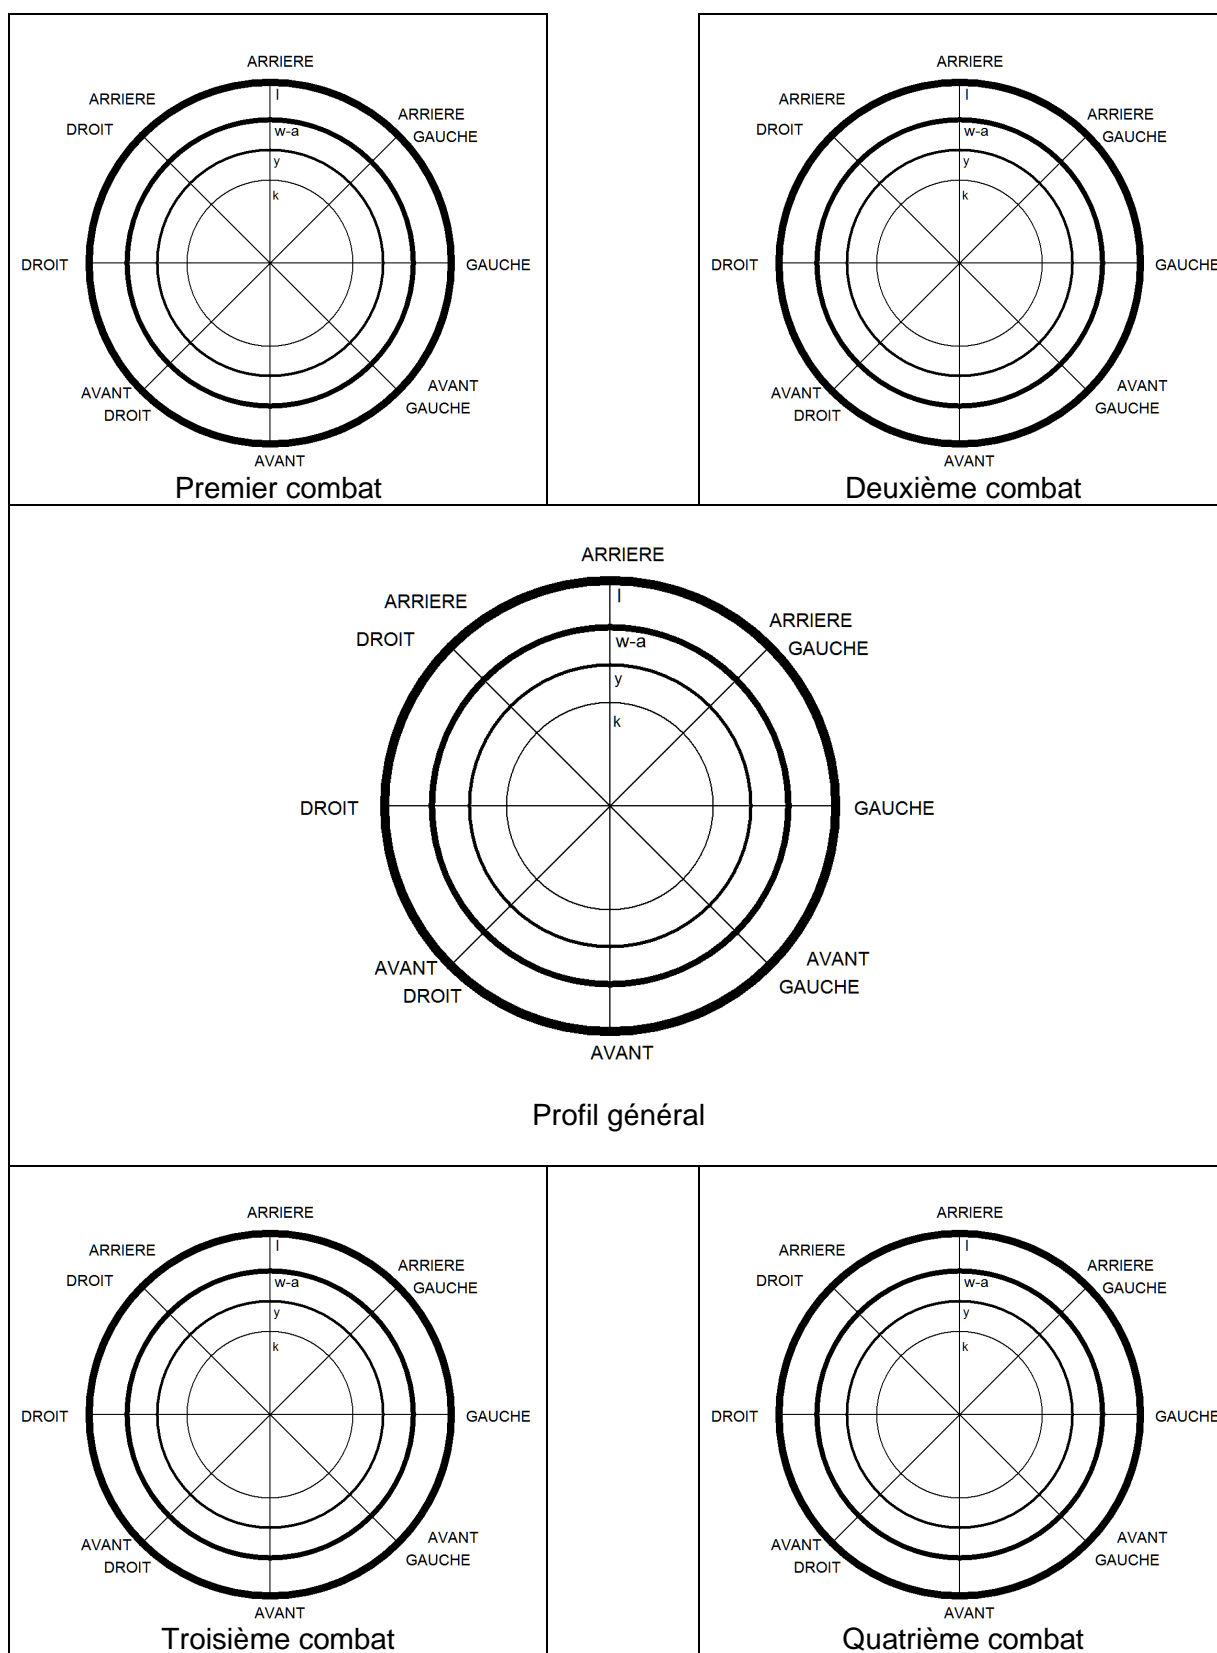 ARRIERE
ARRIERE
DROIT
l
ARRIERE
GAUCHE
w-a
y
k
DROIT
GAUCHE
AVANT
DROIT
AVANT
GAUCHE
AVANT
Premier combat
ARRIERE
ARRIERE
DROIT
l
ARRIERE
GAUCHE
w-a
y
k
DROIT
GAUCHE
AVANT
DROIT
AVANT
GAUCHE
AVANT
Deuxième combat
ARRIERE
ARRIERE
DROIT
l
ARRIERE
GAUCHE
w-a
y
k
DROIT
GAUCHE
AVANT
DROIT
AVANT
GAUCHE
AVANT
Profil général
ARRIERE
ARRIERE
DROIT
l
ARRIERE
GAUCHE
w-a
y
k
DROIT
GAUCHE
AVANT
DROIT
AVANT
GAUCHE
AVANT
Troisième combat
ARRIERE
ARRIERE
DROIT
l
ARRIERE
GAUCHE
w-a
y
k
DROIT
GAUCHE
AVANT
DROIT
AVANT
GAUCHE
AVANT
Quatrième combat